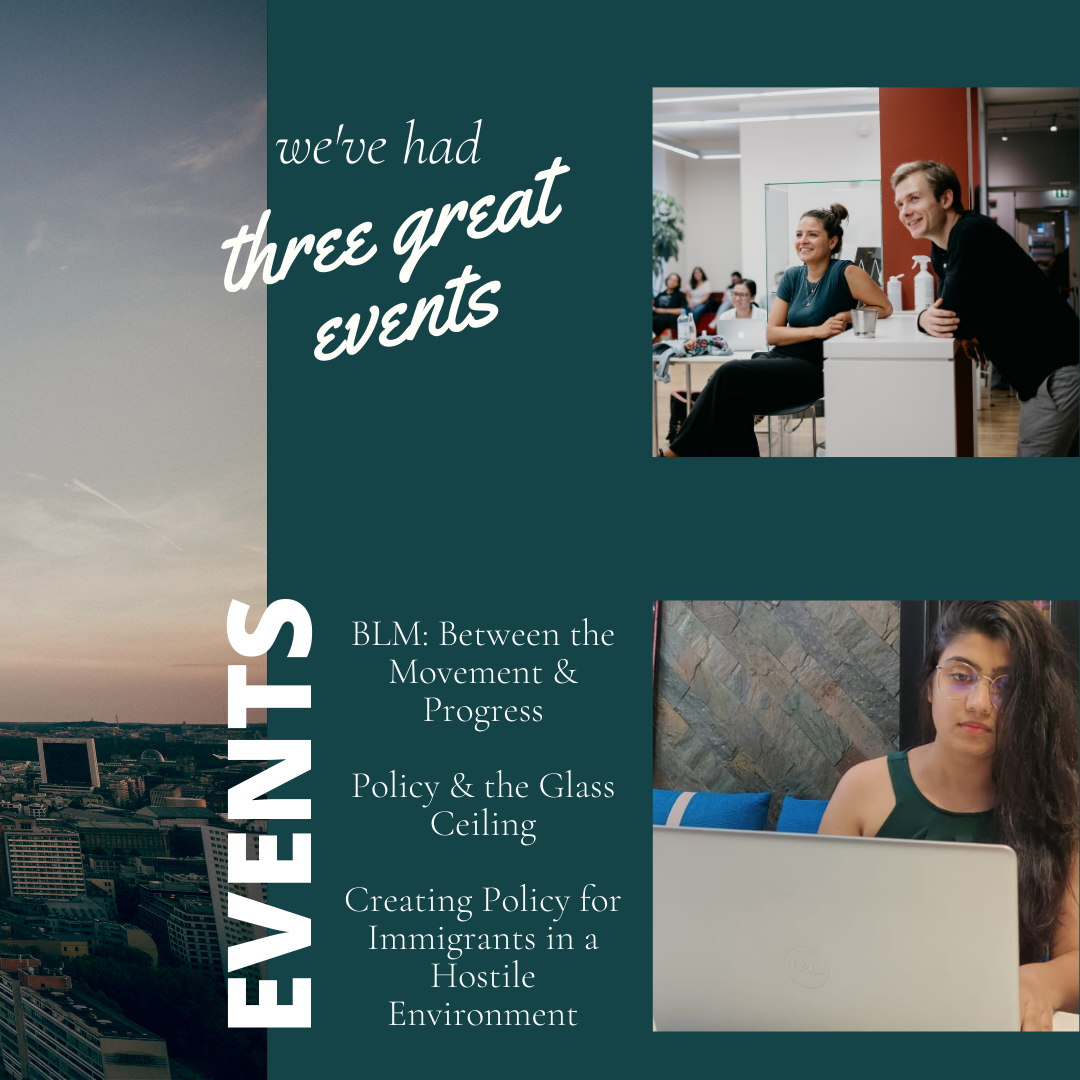 we've had
three great
events
EVENTS
BLM: Between the
Movement &
Progress
Policy & the Glass
Ceiling
Creating Policy for
Immigrants in a
Hostile
Environment
DELL